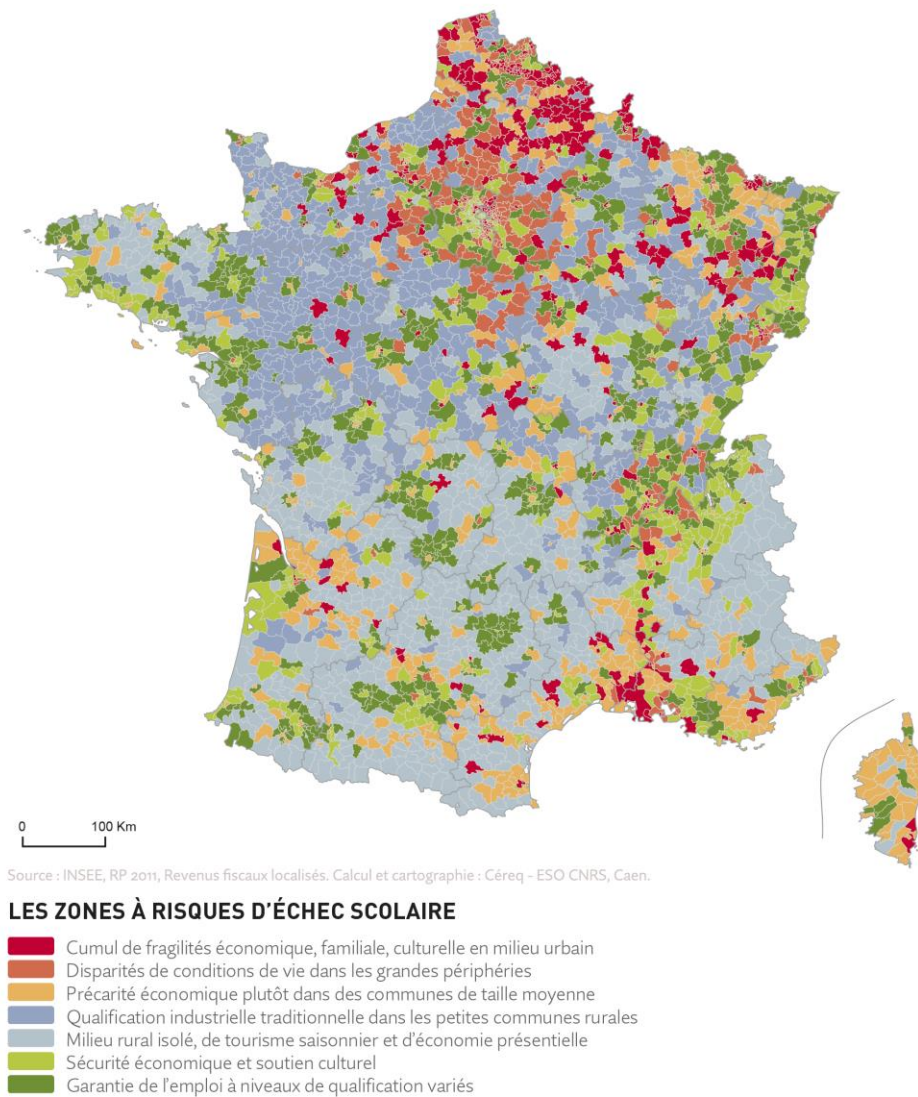 0 100 Km
Source : INSEE, RP 2011, Revenus fiscaux localisés. Calcul et cartographie : Céreq - ESO CNRS, Caen.
LES ZONES À RISQUES D'ÉCHEC SCOLAIRE
Cumul de fragilités économique, familiale, culturelle en milieu urbain
Disparités de conditions de vie dans les grandes périphéries
Précarité économique plutôt dans des communes de taille moyenne
Qualification industrielle traditionnelle dans les petites communes rurales
Milieu rural isolé, de tourisme saisonnier et d'économie présentielle
Sécurité économique et soutien culturel
Garantie de l'emploi à niveaux de qualification variés